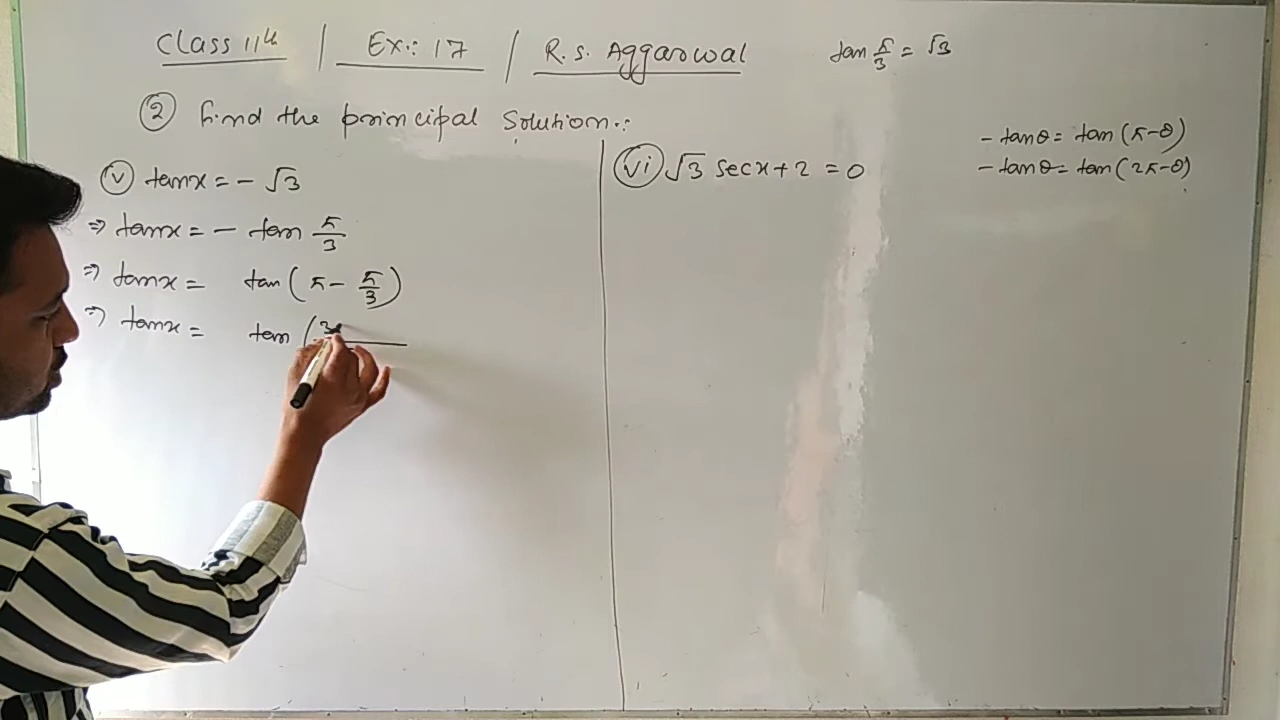 Class 11th / Ex.: 17 / R.S. Aggarwal
tan π/3 = √3
② Find the principal Solution.:
- tanθ = tan(π-θ)
- tanθ = tan(2π-θ)
ⓥ tanx = - √3
⇒ tanx = - tan π/3
⇒ tanx = tan(π - π/3)
⇒ tanx = tan(3π
(vi) √3 secx + 2 = 0